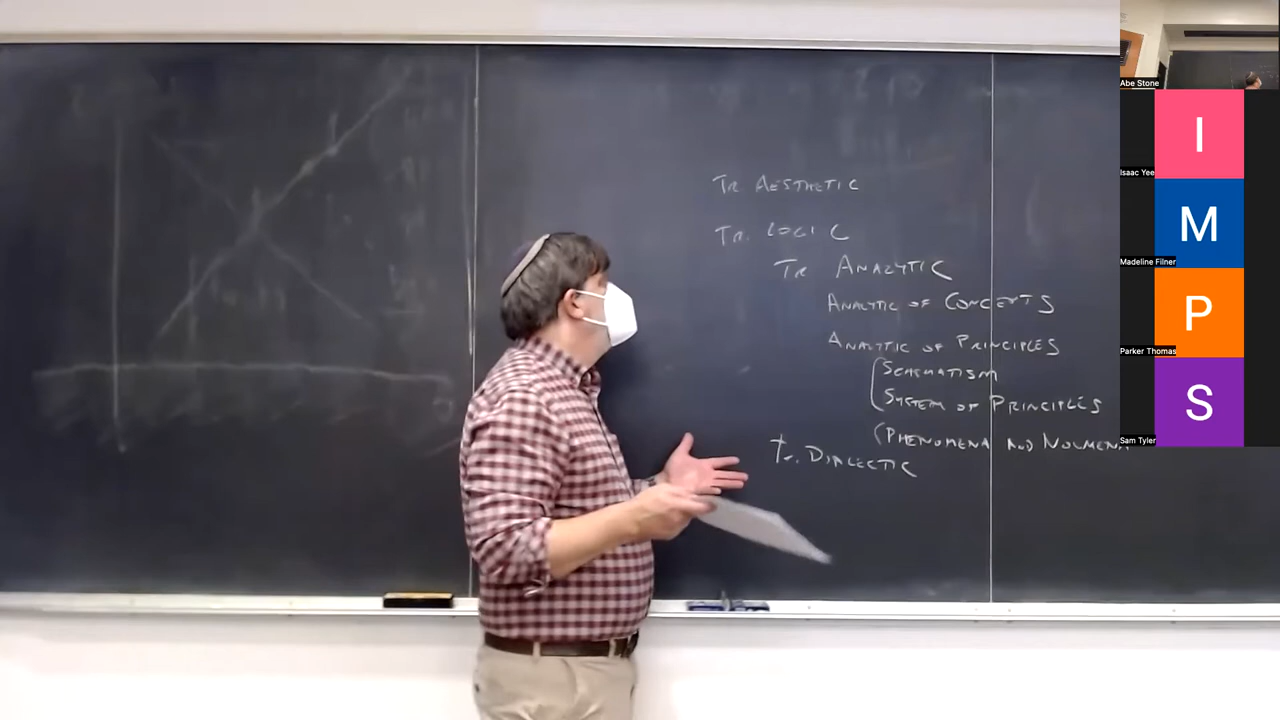 Tr AESTHETIC
Tr. LOGIC
Tr ANALYTIC
ANALYTIC OF CONCEPTS
ANALYTIC OF PRINCIPLES
SCHEMATISM
SYSTEM OF PRINCIPLES
(PHENOMENA AND NOUMENA
Tr. DIALECTIC
Abe Stone
I
Isaac Yee
M
Madeline Filner
P
Parker Thomas
S
Sam Tyler